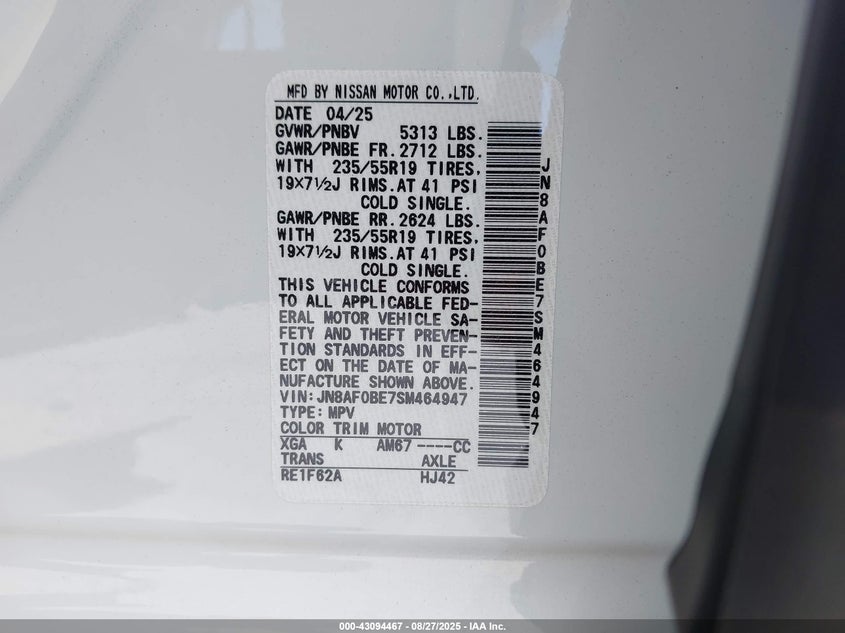 MFD BY NISSAN MOTOR CO.,LTD.
DATE 04/25
GVWR/PNBV 5313 LBS.
GAWR/PNBE FR. 2712 LBS.
WITH 235/55R19 TIRES,
19×7½J RIMS.AT 41 PSI
COLD SINGLE.
GAWR/PNBE RR. 2624 LBS.
WITH 235/55R19 TIRES,
19×7½J RIMS.AT 41 PSI
COLD SINGLE.
THIS VEHICLE CONFORMS
TO ALL APPLICABLE FED-
ERAL MOTOR VEHICLE SA-
FETY AND THEFT PREVEN-
TION STANDARDS IN EFF-
ECT ON THE DATE OF MA-
NUFACTURE SHOWN ABOVE.
VIN:JN8AF0BE7SM464947
TYPE:MPV
COLOR TRIM MOTOR
XGA K AM67 ----CC
TRANS AXLE
RE1F62A HJ42
JN8AF0BE7SM464947
000-43094467 - 08/27/2025 - IAA Inc.